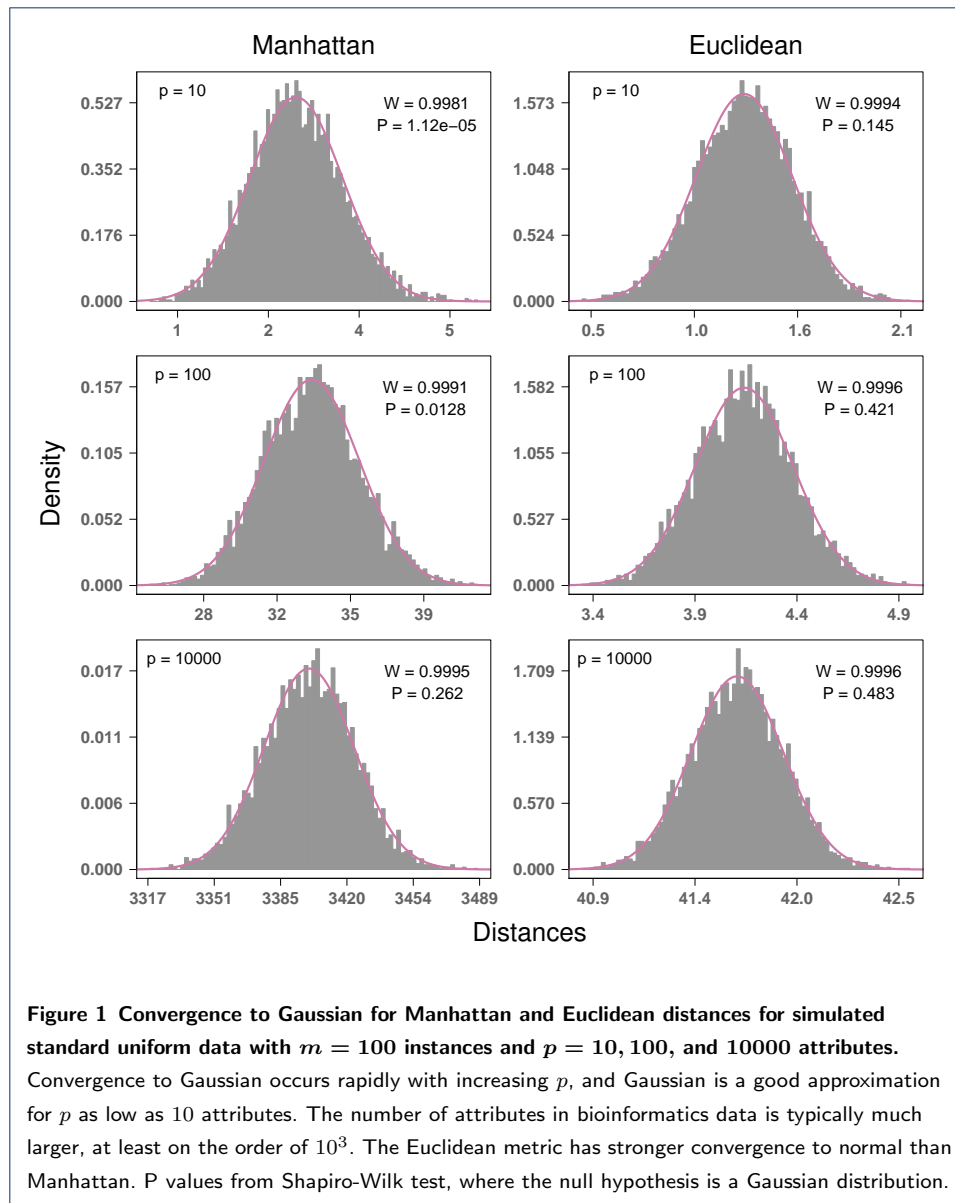 Manhattan
Euclidean
p = 10
W = 0.9981
P = 1.12e−05
0.527
0.352
0.176
0.000
1 2 4 5
p = 10
W = 0.9994
P = 0.145
1.573
1.048
0.524
0.000
0.5 1.0 1.6 2.1
Density
p = 100
W = 0.9991
P = 0.0128
0.157
0.105
0.052
0.000
28 32 35 39
p = 100
W = 0.9996
P = 0.421
1.582
1.055
0.527
0.000
3.4 3.9 4.4 4.9
p = 10000
W = 0.9995
P = 0.262
0.017
0.011
0.006
0.000
3317 3351 3385 3420 3454 3489
p = 10000
W = 0.9996
P = 0.483
1.709
1.139
0.570
0.000
40.9 41.4 42.0 42.5
Distances
Figure 1 Convergence to Gaussian for Manhattan and Euclidean distances for simulated
standard uniform data with m = 100 instances and p = 10, 100, and 10000 attributes.
Convergence to Gaussian occurs rapidly with increasing p, and Gaussian is a good approximation
for p as low as 10 attributes. The number of attributes in bioinformatics data is typically much
larger, at least on the order of 10³. The Euclidean metric has stronger convergence to normal than
Manhattan. P values from Shapiro-Wilk test, where the null hypothesis is a Gaussian distribution.